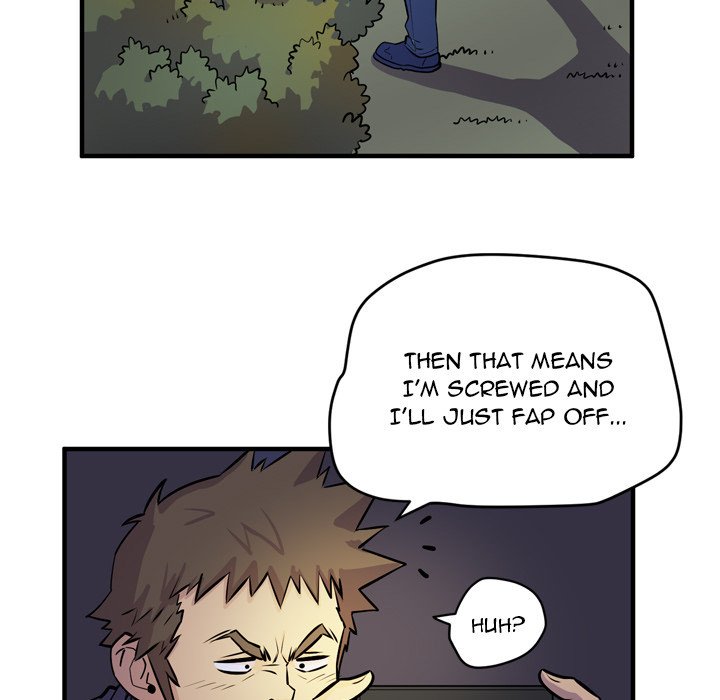 THEN THAT MEANS
I'M SCREWED AND
I'LL JUST FAP OFF...
HUH?